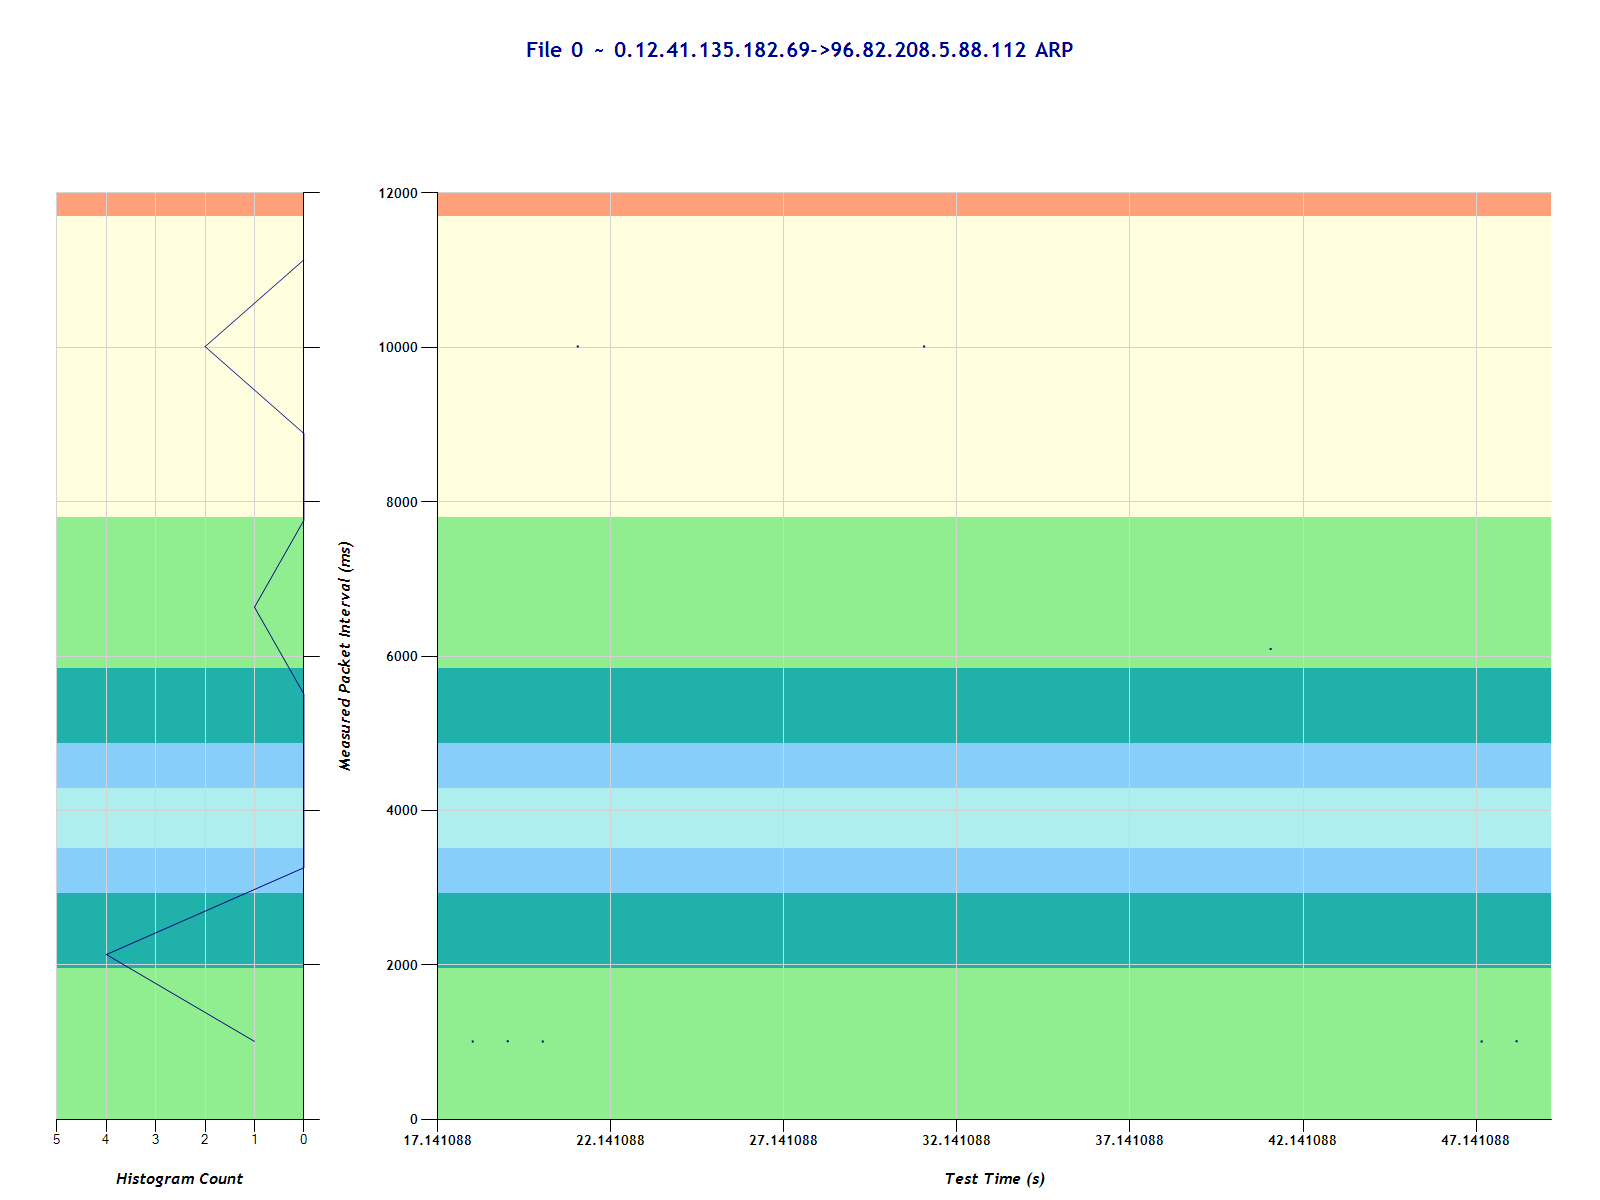 File 0 ~ 0.12.41.135.182.69->96.82.208.5.88.112 ARP
12000
10000
8000
6000
4000
2000
0
Measured Packet Interval (ms)
5 4 3 2 1 0
17.141088 22.141088 27.141088 32.141088 37.141088 42.141088 47.141088
Histogram Count
Test Time (s)